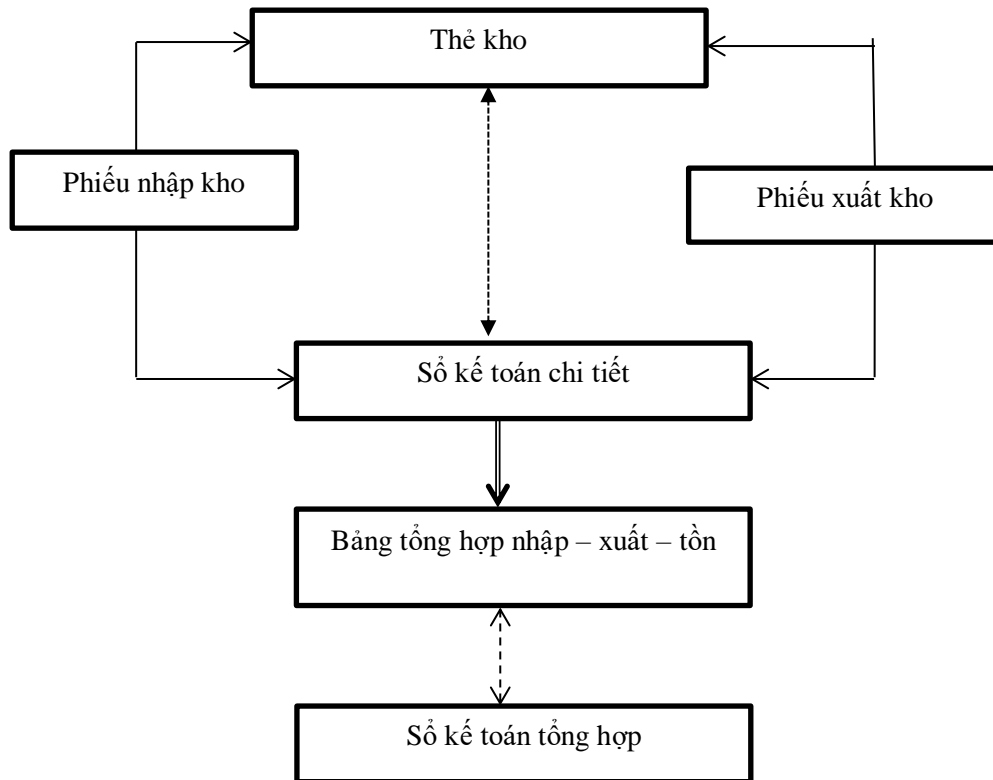 Thẻ kho
Phiếu nhập kho
Phiếu xuất kho
Sổ kế toán chi tiết
Bảng tổng hợp nhập – xuất – tồn
Sổ kế toán tổng hợp